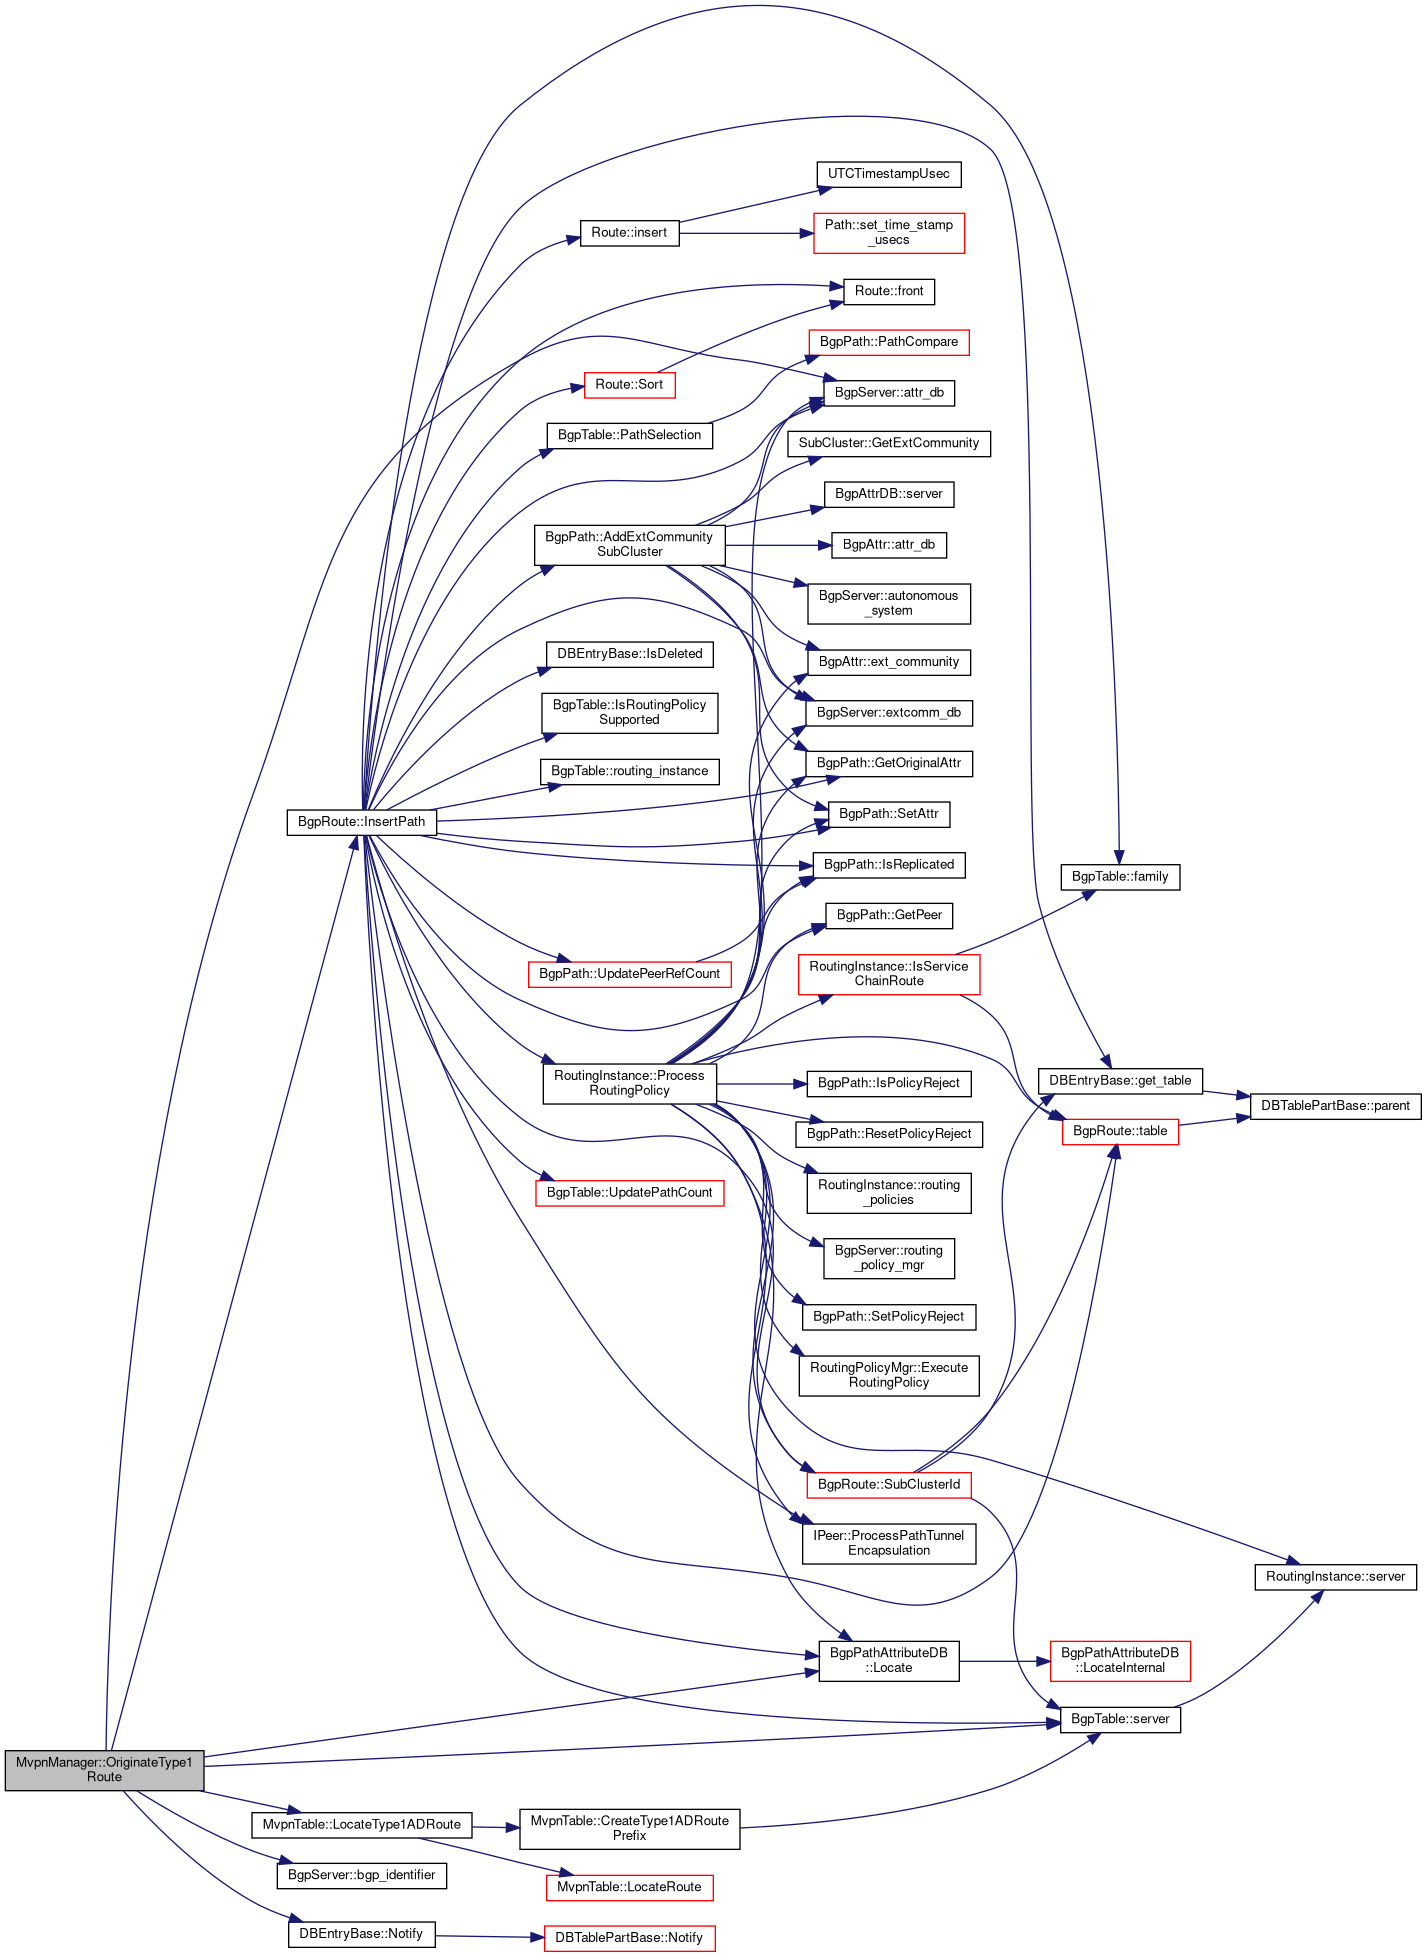 UTCTimestampUsec
Route::insert
Path::set_time_stamp
_usecs
Route::front
BgpPath::PathCompare
Route::Sort
BgpServer::attr_db
BgpTable::PathSelection
SubCluster::GetExtCommunity
BgpAttrDB::server
BgpPath::AddExtCommunity
SubCluster
BgpAttr::attr_db
BgpServer::autonomous
_system
DBEntryBase::IsDeleted
BgpAttr::ext_community
BgpTable::IsRoutingPolicy
Supported
BgpServer::extcomm_db
BgpTable::routing_instance
BgpPath::GetOriginalAttr
BgpRoute::InsertPath
BgpPath::SetAttr
BgpPath::IsReplicated
BgpTable::family
BgpPath::GetPeer
BgpPath::UpdatePeerRefCount
RoutingInstance::IsService
ChainRoute
RoutingInstance::Process
RoutingPolicy
BgpPath::IsPolicyReject
DBEntryBase::get_table
DBTablePartBase::parent
BgpPath::ResetPolicyReject
BgpRoute::table
BgpTable::UpdatePathCount
RoutingInstance::routing
_policies
BgpServer::routing
_policy_mgr
BgpPath::SetPolicyReject
RoutingPolicyMgr::Execute
RoutingPolicy
BgpRoute::SubClusterId
IPeer::ProcessPathTunnel
Encapsulation
RoutingInstance::server
BgpPathAttributeDB
::Locate
BgpPathAttributeDB
::LocateInternal
BgpTable::server
MvpnManager::OriginateType1
Route
MvpnTable::LocateType1ADRoute
MvpnTable::CreateType1ADRoute
Prefix
BgpServer::bgp_identifier
MvpnTable::LocateRoute
DBEntryBase::Notify
DBTablePartBase::Notify